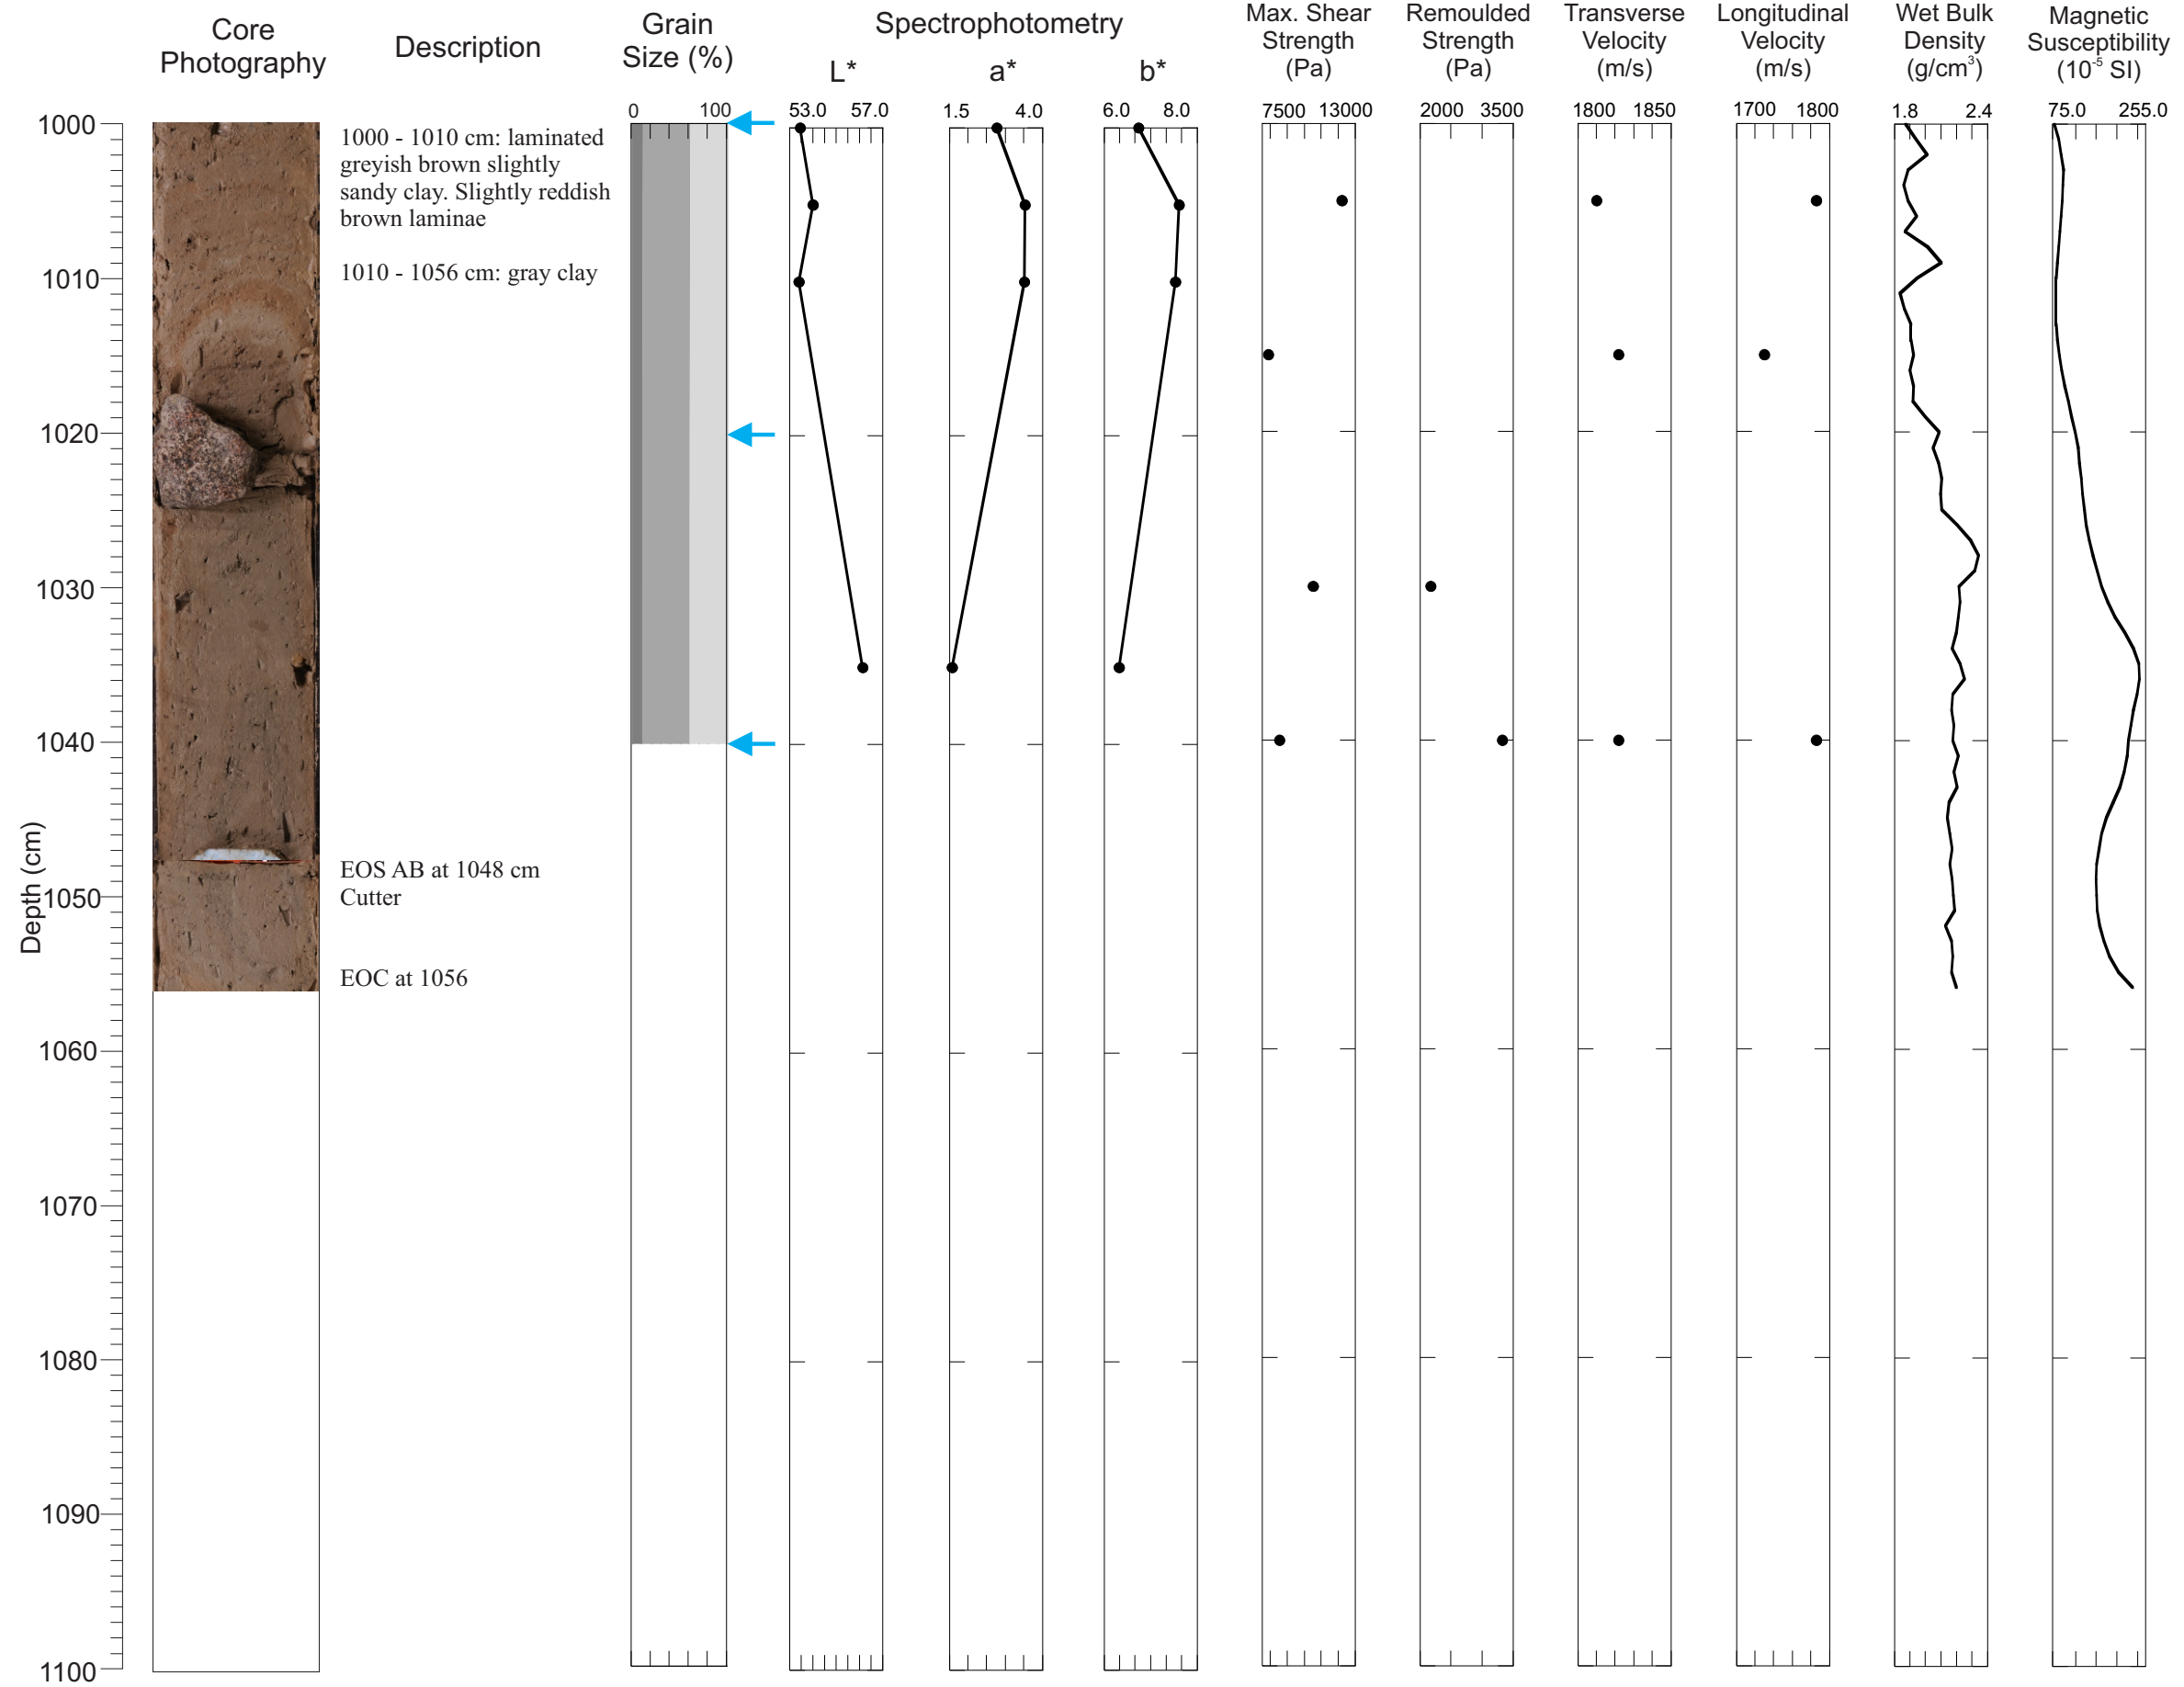 Core
Photography
Description
Grain
Size (%)
Spectrophotometry
L*
a*
b*
Max. Shear
Strength
(Pa)
Remoulded
Strength
(Pa)
Transverse
Velocity
(m/s)
Longitudinal
Velocity
(m/s)
Wet Bulk
Density
(g/cm³)
Magnetic
Susceptibility
(10⁻⁵ SI)
0 100
53.0 57.0
1.5 4.0
6.0 8.0
7500 13000
2000 3500
1800 1850
1700 1800
1.8 2.4
75.0 255.0
Depth (cm)
1000
1010
1020
1030
1040
1050
1060
1070
1080
1090
1100
1000 - 1010 cm: laminated
greyish brown slightly
sandy clay. Slightly reddish
brown laminae
1010 - 1056 cm: gray clay
EOS AB at 1048 cm
Cutter
EOC at 1056